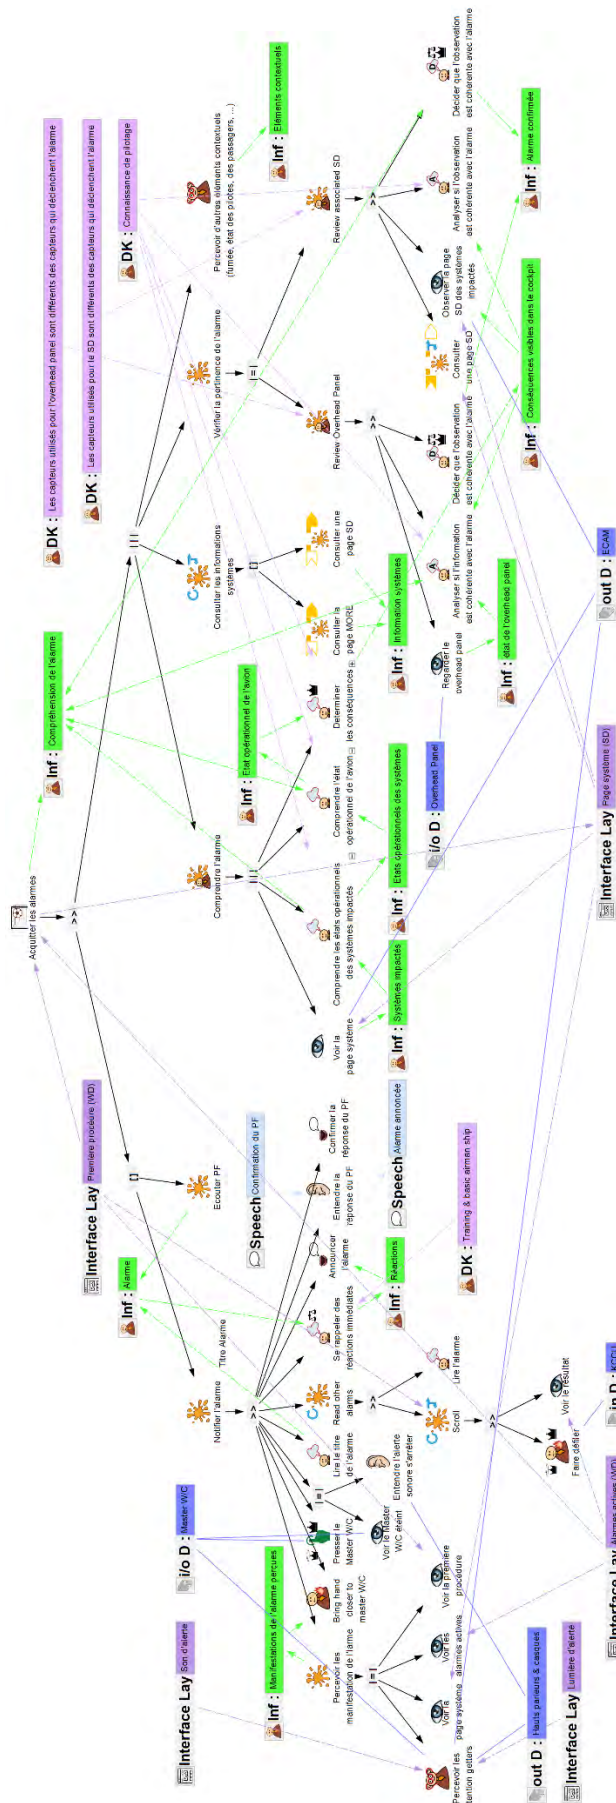 Acquitter les alarmes
>>
[]
|||
Interface Lay : Première procédure (WD)
Inf : Compréhension de l'alarme
DK : Les capteurs utilisés pour l'overhead panel sont différents des capteurs qui déclenchent l'alarme
DK : Les capteurs utilisés pour le SD sont différents des capteurs qui déclenchent l'alarme
DK : Connaissance de pilotage
Inf : Alarme
Titre Alarme
Notifier l'alarme
Ecouter PF
Comprendre l'alarme
Consulter les informations
systèmes
Vérifier la pertinence de l'alarme
Percevoir d'autres éléments contextuels
(fumée, état des pilotes, des passagers, ...)
Inf : Eléments contextuels
i/o D : Master W/C
Interface Lay : Son d'alerte
Inf : Manifestations de l'alarme perçues
>>
Speech Confirmation du PF
|||
Inf : Etat opérationnel de l'avion
[]
|=|
Percevoir les
manifestation de l'larme
Bring hand
closer to
master W/C
Presser le
Master W/C
|=|
Lire le titre
de l'alarme
Read other
alarms
Se rappeler des
réactions immédiates
Announcer
l'alarme
Entendre la
réponse du PF
Confirmer la
réponse du PF
Voir la
page système
Comprendre les états opérationnels
des systèmes impactés
Comprendre l'état
opérationnel de l'avion
Determiner
les conséquences
Consulter la
page MORE
Consulter une
page SD
Review Overhead Panel
Review associated SD
|=|
Voir le Master
W/C éteint
Entendre l'alerte
sonore s'arrêter
>>
Inf : Réactions
Speech Alarme annoncée
Inf : Systèmes impactés
Inf : Etats opérationnels des systèmes
Inf : Information systèmes
>>
>>
Percevoir les
tention getters
Voir la
page système
Voir les
alarmes actives
Voir la première
procédure
Scroll
Lire l'alarme
DK : Training & basic airman ship
i/o D : Overhead Panel
Regarder le
overhead panel
Analyser si l'information
est cohérente avec l'alarme
Décider que l'observation
est cohérente avec l'alarme
Consulter
une page SD
Observer la page
SD des systèmes
impactés
Analyser si l'observation
est cohérente avec l'alarme
Décider que l'observation
est cohérente avec l'alarme
>>
Inf : état de l'overhead panel
Inf : Conséquences visibles dans le cockpit
Inf : Alarme confirmée
out D : Hauts parleurs & casques
Interface Lay : Lumière d'alerte
Faire défiler
Voir le résultat
Interface Lay : Alarmes actives (WD)
in D : KCCU
Interface Lay : Page système (SD)
out D : ECAM